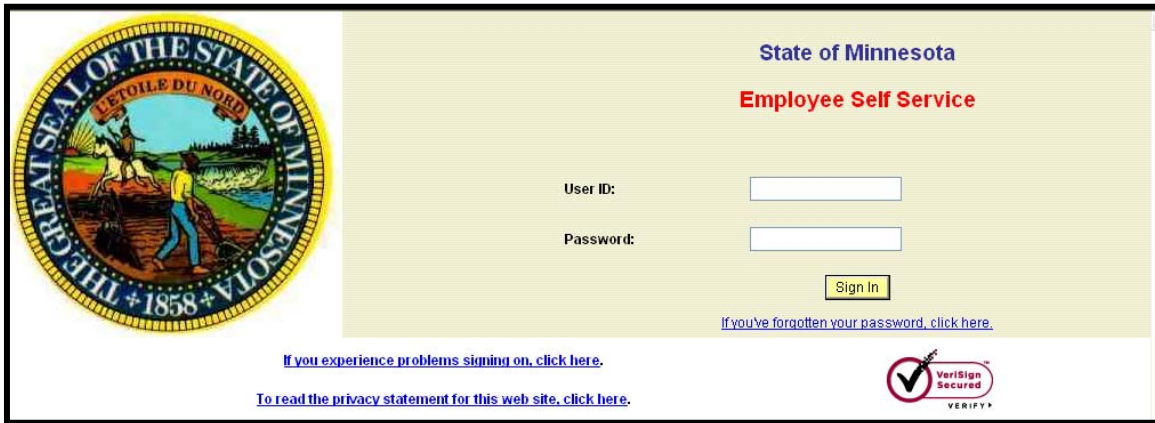 THE GREAT SEAL OF THE STATE OF MINNESOTA
L'ETOILE DU NORD
1858
State of Minnesota
Employee Self Service
User ID:
Password:
Sign In
If you've forgotten your password, click here.
If you experience problems signing on, click here.
To read the privacy statement for this web site, click here.
VeriSign
Secured
VERIFY